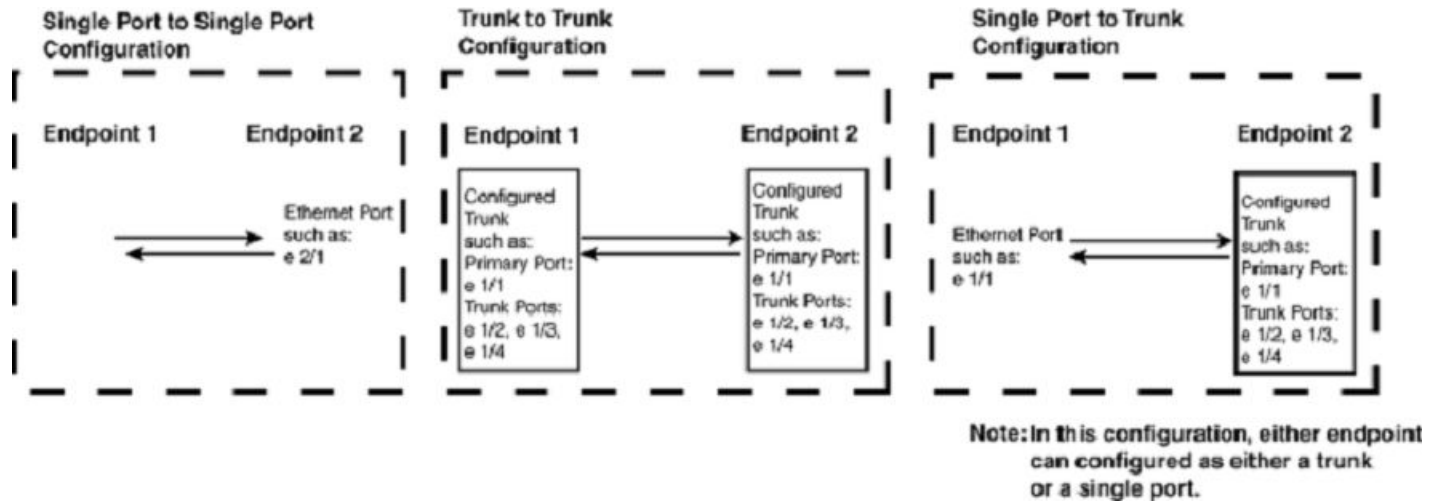 Single Port to Single Port
Configuration
Endpoint 1
Endpoint 2
Ethernet Port
such as:
e 2/1
Trunk to Trunk
Configuration
Endpoint 1
Endpoint 2
Configured
Trunk
such as:
Primary Port:
e 1/1
Trunk Ports:
e 1/2, e 1/3,
e 1/4
Configured
Trunk
such as:
Primary Port:
e 1/1
Trunk Ports:
e 1/2, e 1/3,
e 1/4
Single Port to Trunk
Configuration
Endpoint 1
Endpoint 2
Ethernet Port
such as:
e 1/1
Configured
Trunk
such as:
Primary Port:
e 1/1
Trunk Ports:
e 1/2, e 1/3,
e 1/4
Note: In this configuration, either endpoint
can configured as either a trunk
or a single port.